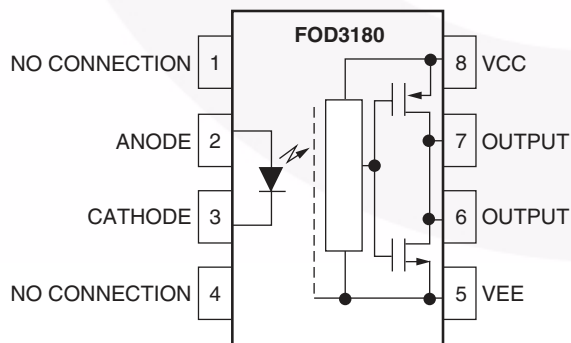 FOD3180
NO CONNECTION 1
8 VCC
ANODE 2
7 OUTPUT
CATHODE 3
6 OUTPUT
NO CONNECTION 4
5 VEE